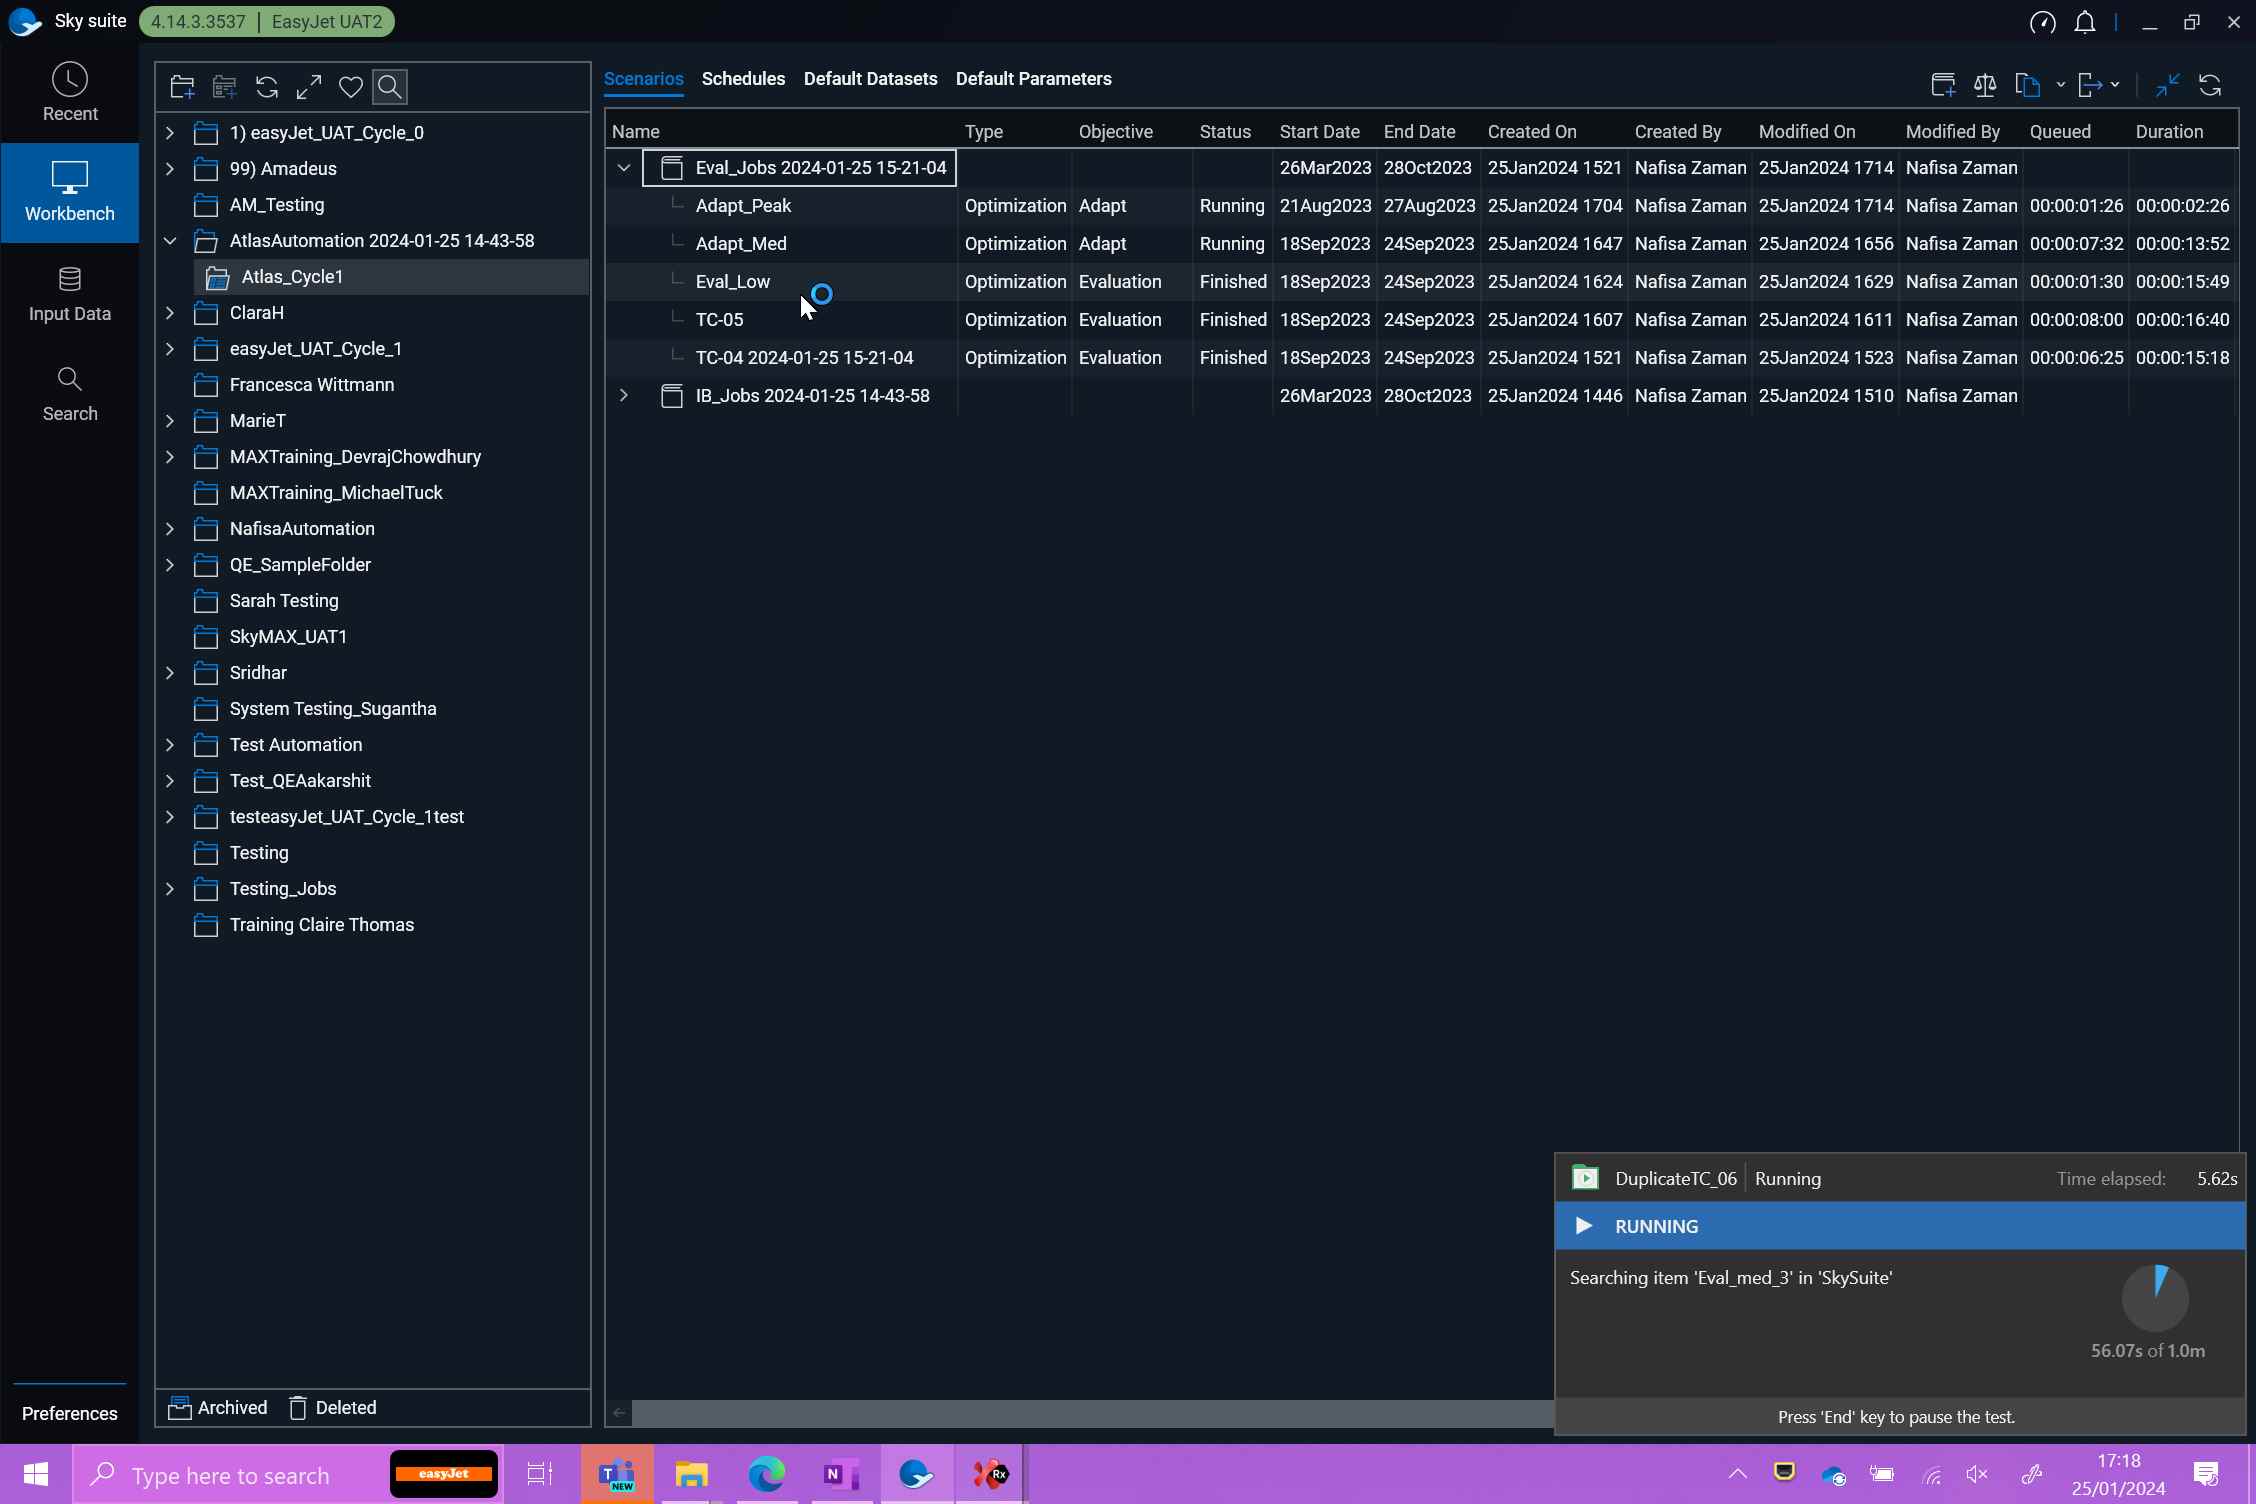 Sky suite 4.14.3.3537 | EasyJet UAT2
Recent
Workbench
Input Data
Search
Preferences
1) easyJet_UAT_Cycle_0
99) Amadeus
AM_Testing
AtlasAutomation 2024-01-25 14-43-58
Atlas_Cycle1
ClaraH
easyJet_UAT_Cycle_1
Francesca Wittmann
MarieT
MAXTraining_DevrajChowdhury
MAXTraining_MichaelTuck
NafisaAutomation
QE_SampleFolder
Sarah Testing
SkyMAX_UAT1
Sridhar
System Testing_Sugantha
Test Automation
Test_QEAakarshit
testeasyJet_UAT_Cycle_1test
Testing
Testing_Jobs
Training Claire Thomas
Archived Deleted
Scenarios Schedules Default Datasets Default Parameters
Name Type Objective Status Start Date End Date Created On Created By Modified On Modified By Queued Duration
Eval_Jobs 2024-01-25 15-21-04 26Mar2023 28Oct2023 25Jan2024 1521 Nafisa Zaman 25Jan2024 1714 Nafisa Zaman
Adapt_Peak Optimization Adapt Running 21Aug2023 27Aug2023 25Jan2024 1704 Nafisa Zaman 25Jan2024 1714 Nafisa Zaman 00:00:01:26 00:00:02:26
Adapt_Med Optimization Adapt Running 18Sep2023 24Sep2023 25Jan2024 1647 Nafisa Zaman 25Jan2024 1656 Nafisa Zaman 00:00:07:32 00:00:13:52
Eval_Low Optimization Evaluation Finished 18Sep2023 24Sep2023 25Jan2024 1624 Nafisa Zaman 25Jan2024 1629 Nafisa Zaman 00:00:01:30 00:00:15:49
TC-05 Optimization Evaluation Finished 18Sep2023 24Sep2023 25Jan2024 1607 Nafisa Zaman 25Jan2024 1611 Nafisa Zaman 00:00:08:00 00:00:16:40
TC-04 2024-01-25 15-21-04 Optimization Evaluation Finished 18Sep2023 24Sep2023 25Jan2024 1521 Nafisa Zaman 25Jan2024 1523 Nafisa Zaman 00:00:06:25 00:00:15:18
IB_Jobs 2024-01-25 14-43-58 26Mar2023 28Oct2023 25Jan2024 1446 Nafisa Zaman 25Jan2024 1510 Nafisa Zaman
DuplicateTC_06 | Running Time elapsed: 5.62s
RUNNING
Searching item 'Eval_med_3' in 'SkySuite'
56.07s of 1.0m
Press 'End' key to pause the test.
Type here to search
easyJet
T
NEW
N
Rx
17:18
25/01/2024